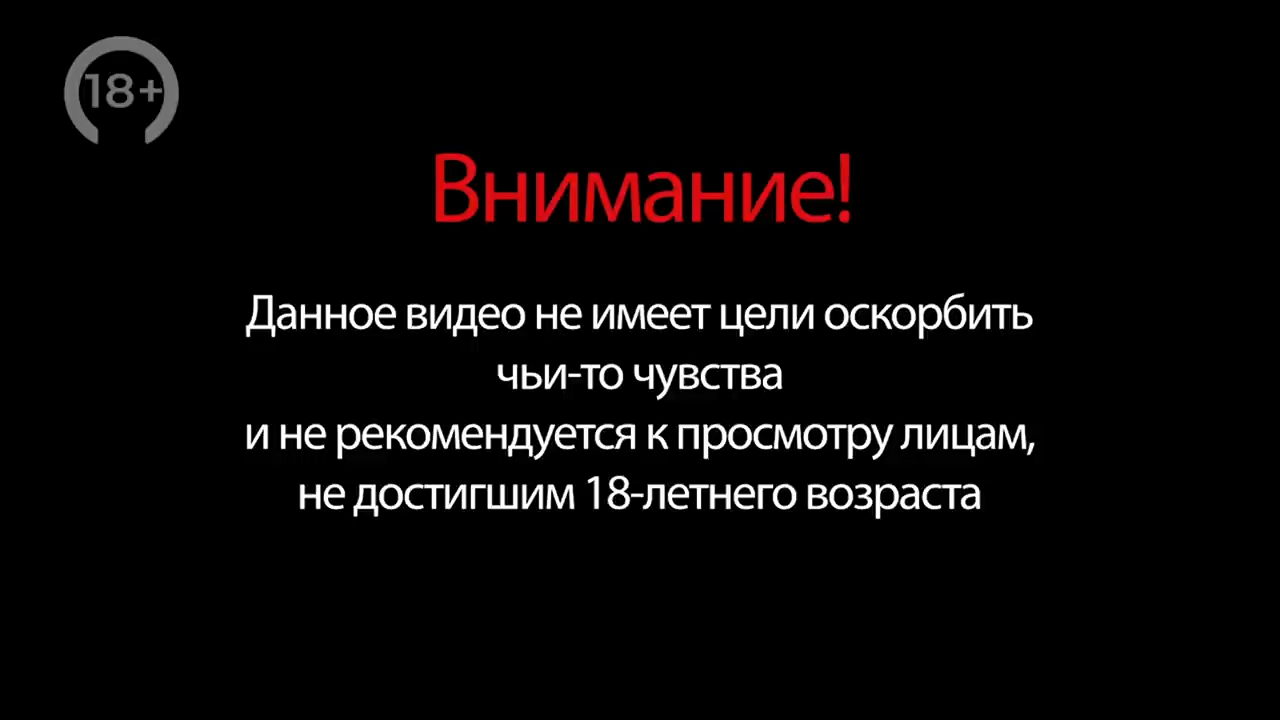 18+
Внимание!
Данное видео не имеет цели оскорбить
чьи-то чувства
и не рекомендуется к просмотру лицам,
не достигшим 18-летнего возраста